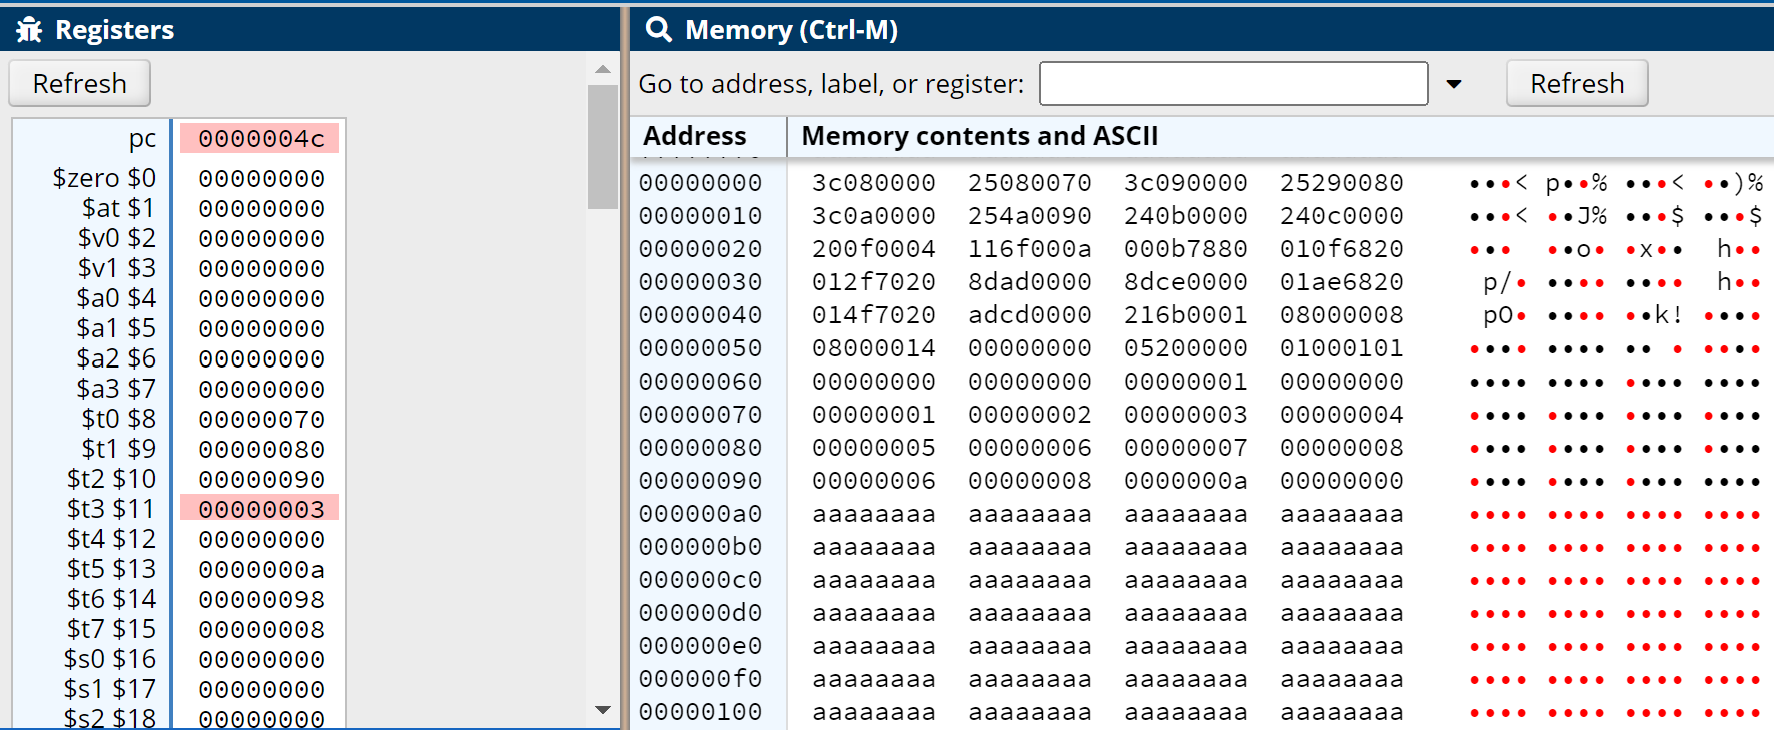 Registers
Refresh
pc 0000004c
$zero $0 00000000
$at $1 00000000
$v0 $2 00000000
$v1 $3 00000000
$a0 $4 00000000
$a1 $5 00000000
$a2 $6 00000000
$a3 $7 00000000
$t0 $8 00000070
$t1 $9 00000080
$t2 $10 00000090
$t3 $11 00000003
$t4 $12 00000000
$t5 $13 0000000a
$t6 $14 00000098
$t7 $15 00000008
$s0 $16 00000000
$s1 $17 00000000
$s2 $18 00000000
Memory (Ctrl-M)
Go to address, label, or register: Refresh
Address Memory contents and ASCII
00000000 3c080000 25080070 3c090000 25290080 •••< p••% •••< ••)%
00000010 3c0a0000 254a0090 240b0000 240c0000 •••< ••J% •••$ •••$
00000020 200f0004 116f000a 000b7880 010f6820 ••• ••o• •x•• h••
00000030 012f7020 8dad0000 8dce0000 01ae6820 p/• •••• •••• h••
00000040 014f7020 adcd0000 216b0001 08000008 pO• •••• ••k! ••••
00000050 08000014 00000000 05200000 01000101 •••• •••• •• • ••••
00000060 00000000 00000000 00000001 00000000 •••• •••• •••• ••••
00000070 00000001 00000002 00000003 00000004 •••• •••• •••• ••••
00000080 00000005 00000006 00000007 00000008 •••• •••• •••• ••••
00000090 00000006 00000008 0000000a 00000000 •••• •••• •••• ••••
000000a0 aaaaaaaa aaaaaaaa aaaaaaaa aaaaaaaa •••• •••• •••• ••••
000000b0 aaaaaaaa aaaaaaaa aaaaaaaa aaaaaaaa •••• •••• •••• ••••
000000c0 aaaaaaaa aaaaaaaa aaaaaaaa aaaaaaaa •••• •••• •••• ••••
000000d0 aaaaaaaa aaaaaaaa aaaaaaaa aaaaaaaa •••• •••• •••• ••••
000000e0 aaaaaaaa aaaaaaaa aaaaaaaa aaaaaaaa •••• •••• •••• ••••
000000f0 aaaaaaaa aaaaaaaa aaaaaaaa aaaaaaaa •••• •••• •••• ••••
00000100 aaaaaaaa aaaaaaaa aaaaaaaa aaaaaaaa •••• •••• •••• ••••